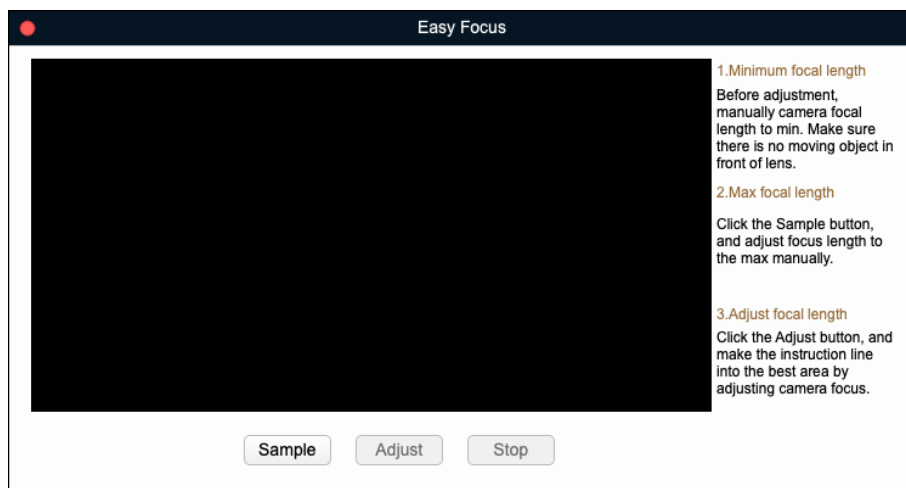 Easy Focus
1.Minimum focal length
Before adjustment,
manually camera focal
length to min. Make sure
there is no moving object in
front of lens.
2.Max focal length
Click the Sample button,
and adjust focus length to
the max manually.
3.Adjust focal length
Click the Adjust button, and
make the instruction line
into the best area by
adjusting camera focus.
Sample Adjust Stop